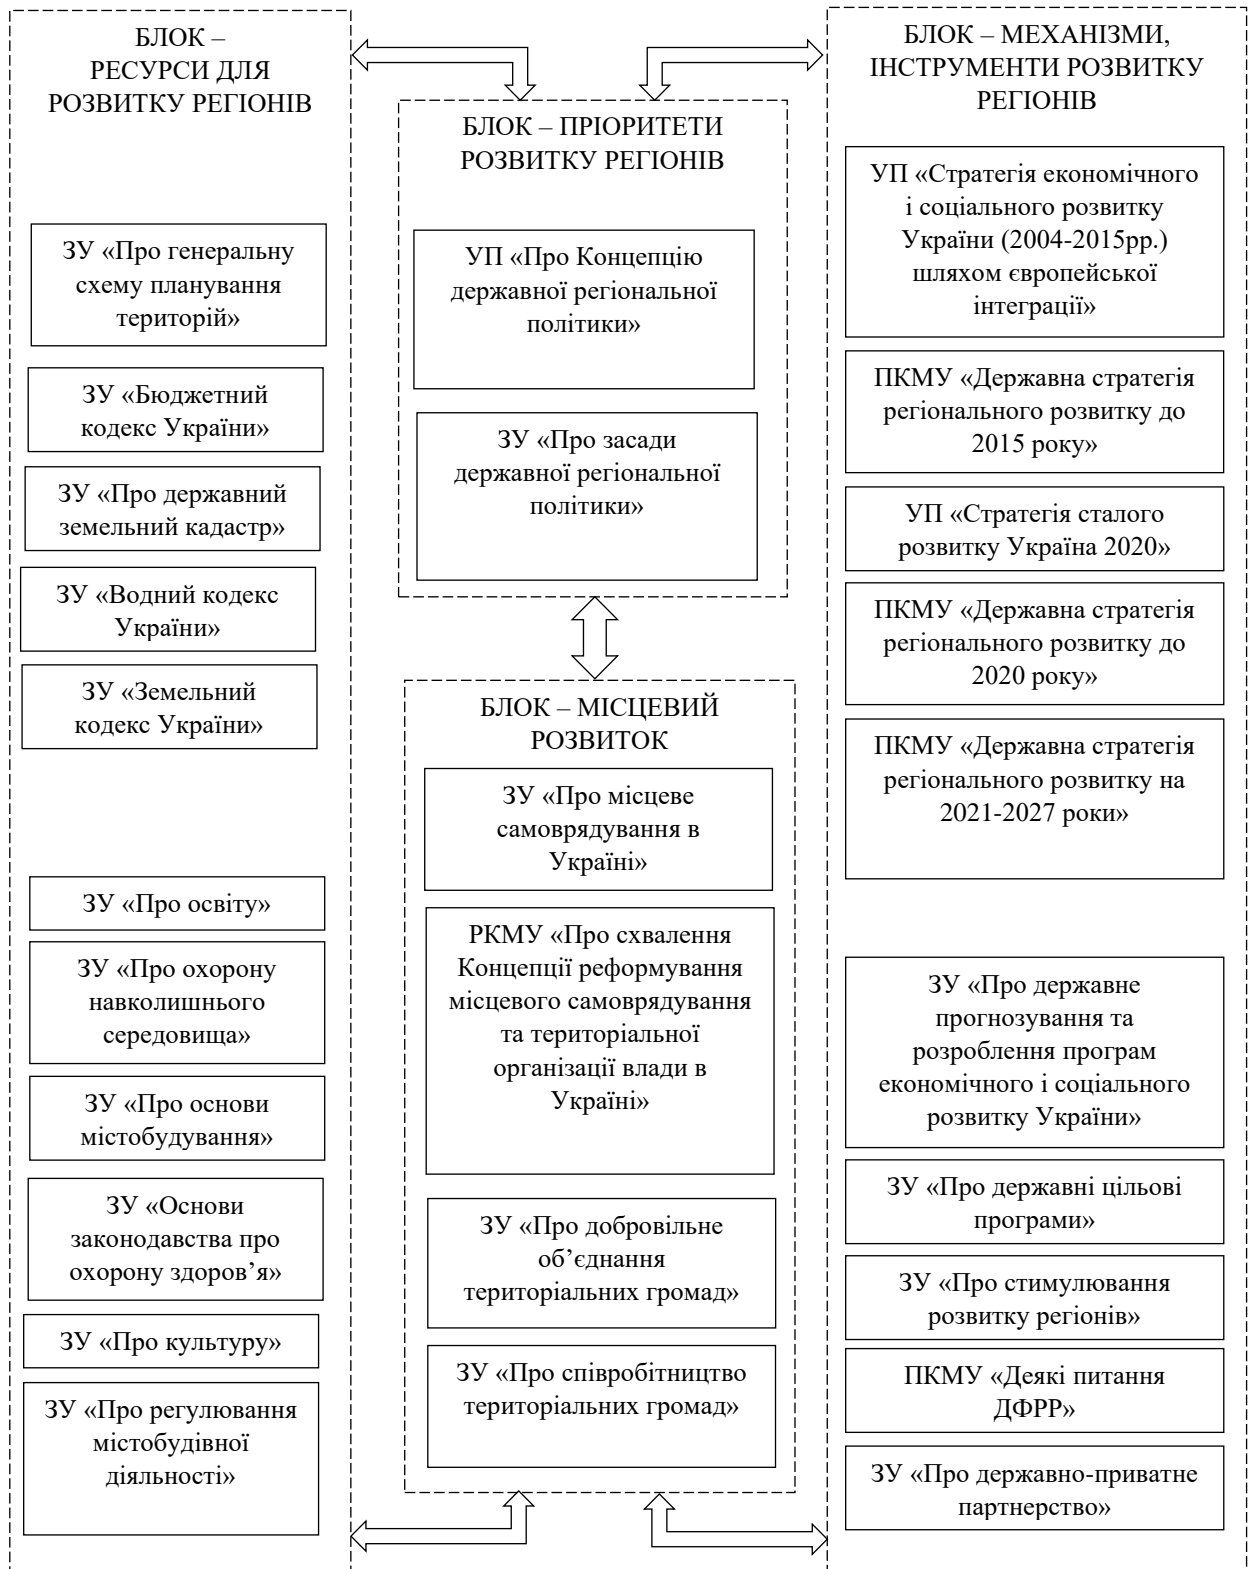 БЛОК –
РЕСУРСИ ДЛЯ
РОЗВИТКУ РЕГІОНІВ
ЗУ «Про генеральну
схему планування
територій»
ЗУ «Бюджетний
кодекс України»
ЗУ «Про державний
земельний кадастр»
ЗУ «Водний кодекс
України»
ЗУ «Земельний
кодекс України»
ЗУ «Про освіту»
ЗУ «Про охорону
навколишнього
середовища»
ЗУ «Про основи
містобудування»
ЗУ «Основи
законодавства про
охорону здоров’я»
ЗУ «Про культуру»
ЗУ «Про регулювання
містобудівної
діяльності»
БЛОК – ПРІОРИТЕТИ
РОЗВИТКУ РЕГІОНІВ
УП «Про Концепцію
державної регіональної
політики»
ЗУ «Про засади
державної регіональної
політики»
БЛОК – МІСЦЕВИЙ
РОЗВИТОК
ЗУ «Про місцеве
самоврядування в
Україні»
РКМУ «Про схвалення
Концепції реформування
місцевого самоврядування
та територіальної
організації влади в
Україні»
ЗУ «Про добровільне
об’єднання
територіальних громад»
ЗУ «Про співробітництво
територіальних громад»
БЛОК – МЕХАНІЗМИ,
ІНСТРУМЕНТИ РОЗВИТКУ
РЕГІОНІВ
УП «Стратегія економічного
і соціального розвитку
України (2004-2015рр.)
шляхом європейської
інтеграції»
ПКМУ «Державна стратегія
регіонального розвитку до
2015 року»
УП «Стратегія сталого
розвитку Україна 2020»
ПКМУ «Державна стратегія
регіонального розвитку до
2020 року»
ПКМУ «Державна стратегія
регіонального розвитку на
2021-2027 роки»
ЗУ «Про державне
прогнозування та
розроблення програм
економічного і соціального
розвитку України»
ЗУ «Про державні цільові
програми»
ЗУ «Про стимулювання
розвитку регіонів»
ПКМУ «Деякі питання
ДФРР»
ЗУ «Про державно-приватне
партнерство»